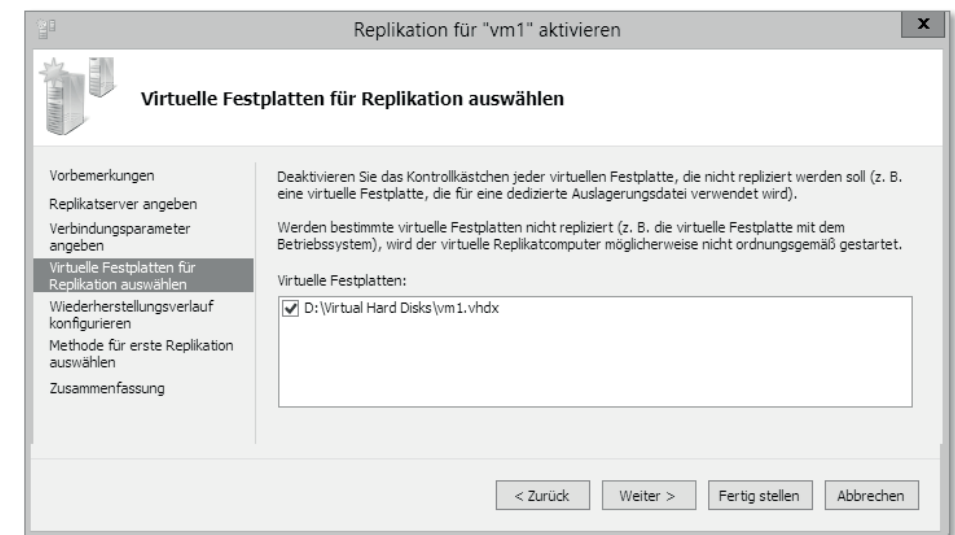 Replikation für "vm1" aktivieren
x
Virtuelle Festplatten für Replikation auswählen
Vorbemerkungen
Replikatserver angeben
Verbindungsparameter
angeben
Virtuelle Festplatten für
Replikation auswählen
Wiederherstellungsverlauf
konfigurieren
Methode für erste Replikation
auswählen
Zusammenfassung
Deaktivieren Sie das Kontrollkästchen jeder virtuellen Festplatte, die nicht repliziert werden soll (z. B.
eine virtuelle Festplatte, die für eine dedizierte Auslagerungsdatei verwendet wird).
Werden bestimmte virtuelle Festplatten nicht repliziert (z. B. die virtuelle Festplatte mit dem
Betriebssystem), wird der virtuelle Replikatcomputer möglicherweise nicht ordnungsgemäß gestartet.
Virtuelle Festplatten:
D:\Virtual Hard Disks\vm1.vhdx
< Zurück
Weiter >
Fertig stellen
Abbrechen